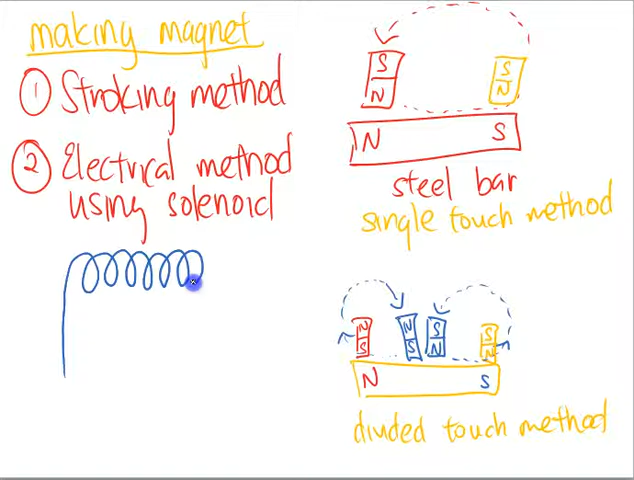 making magnet
① Stroking method
② Electrical method
using solenoid
S
N
S
N
N S
steel bar
single touch method
N
S
N
S
S
N
S
N
N S
divided touch method